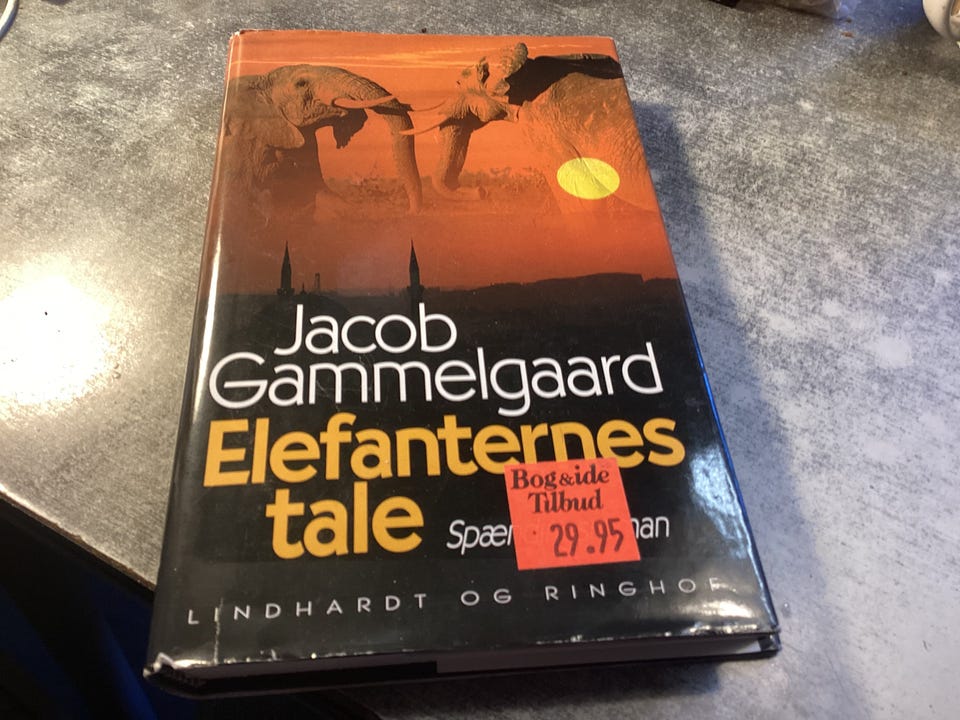 Jacob
Gammelgaard
Elefanternes
tale
Bog&ide
Tilbud
29.95
LINDHARDT OG RINGHOF